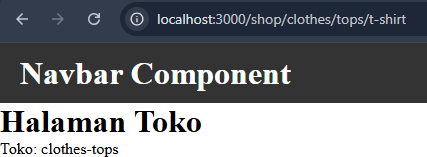 localhost:3000/shop/clothes/tops/t-shirt
Navbar Component
Halaman Toko
Toko: clothes-tops